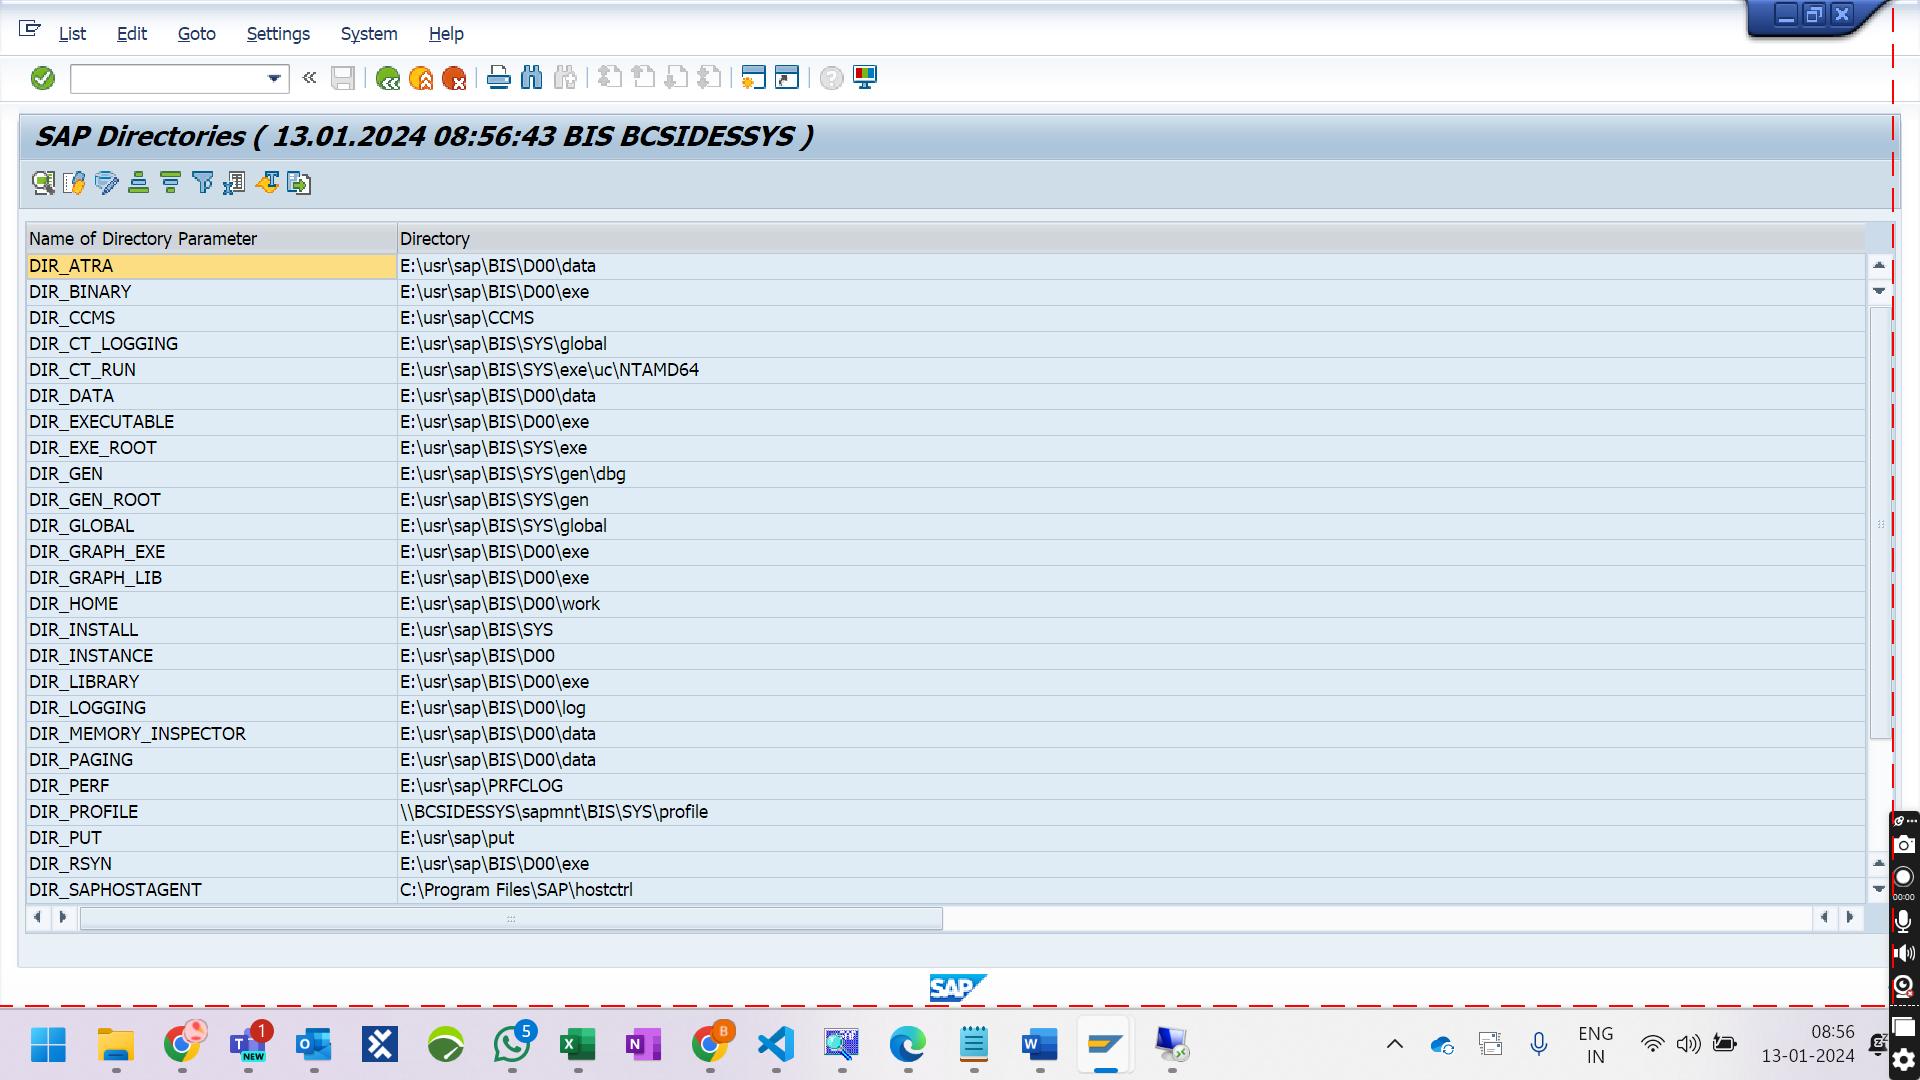 List Edit Goto Settings System Help
SAP Directories ( 13.01.2024 08:56:43 BIS BCSIDESSYS )
Name of Directory Parameter Directory
DIR_ATRA E:\usr\sap\BIS\D00\data
DIR_BINARY E:\usr\sap\BIS\D00\exe
DIR_CCMS E:\usr\sap\CCMS
DIR_CT_LOGGING E:\usr\sap\BIS\SYS\global
DIR_CT_RUN E:\usr\sap\BIS\SYS\exe\uc\NTAMD64
DIR_DATA E:\usr\sap\BIS\D00\data
DIR_EXECUTABLE E:\usr\sap\BIS\D00\exe
DIR_EXE_ROOT E:\usr\sap\BIS\SYS\exe
DIR_GEN E:\usr\sap\BIS\SYS\gen\dbg
DIR_GEN_ROOT E:\usr\sap\BIS\SYS\gen
DIR_GLOBAL E:\usr\sap\BIS\SYS\global
DIR_GRAPH_EXE E:\usr\sap\BIS\D00\exe
DIR_GRAPH_LIB E:\usr\sap\BIS\D00\exe
DIR_HOME E:\usr\sap\BIS\D00\work
DIR_INSTALL E:\usr\sap\BIS\SYS
DIR_INSTANCE E:\usr\sap\BIS\D00
DIR_LIBRARY E:\usr\sap\BIS\D00\exe
DIR_LOGGING E:\usr\sap\BIS\D00\log
DIR_MEMORY_INSPECTOR E:\usr\sap\BIS\D00\data
DIR_PAGING E:\usr\sap\BIS\D00\data
DIR_PERF E:\usr\sap\PRFCLOG
DIR_PROFILE \\BCSIDESSYS\sapmnt\BIS\SYS\profile
DIR_PUT E:\usr\sap\put
DIR_RSYN E:\usr\sap\BIS\D00\exe
DIR_SAPHOSTAGENT C:\Program Files\SAP\hostctrl
00:00
SAP
1 NEW 5 B
ENG 08:56
IN 13-01-2024